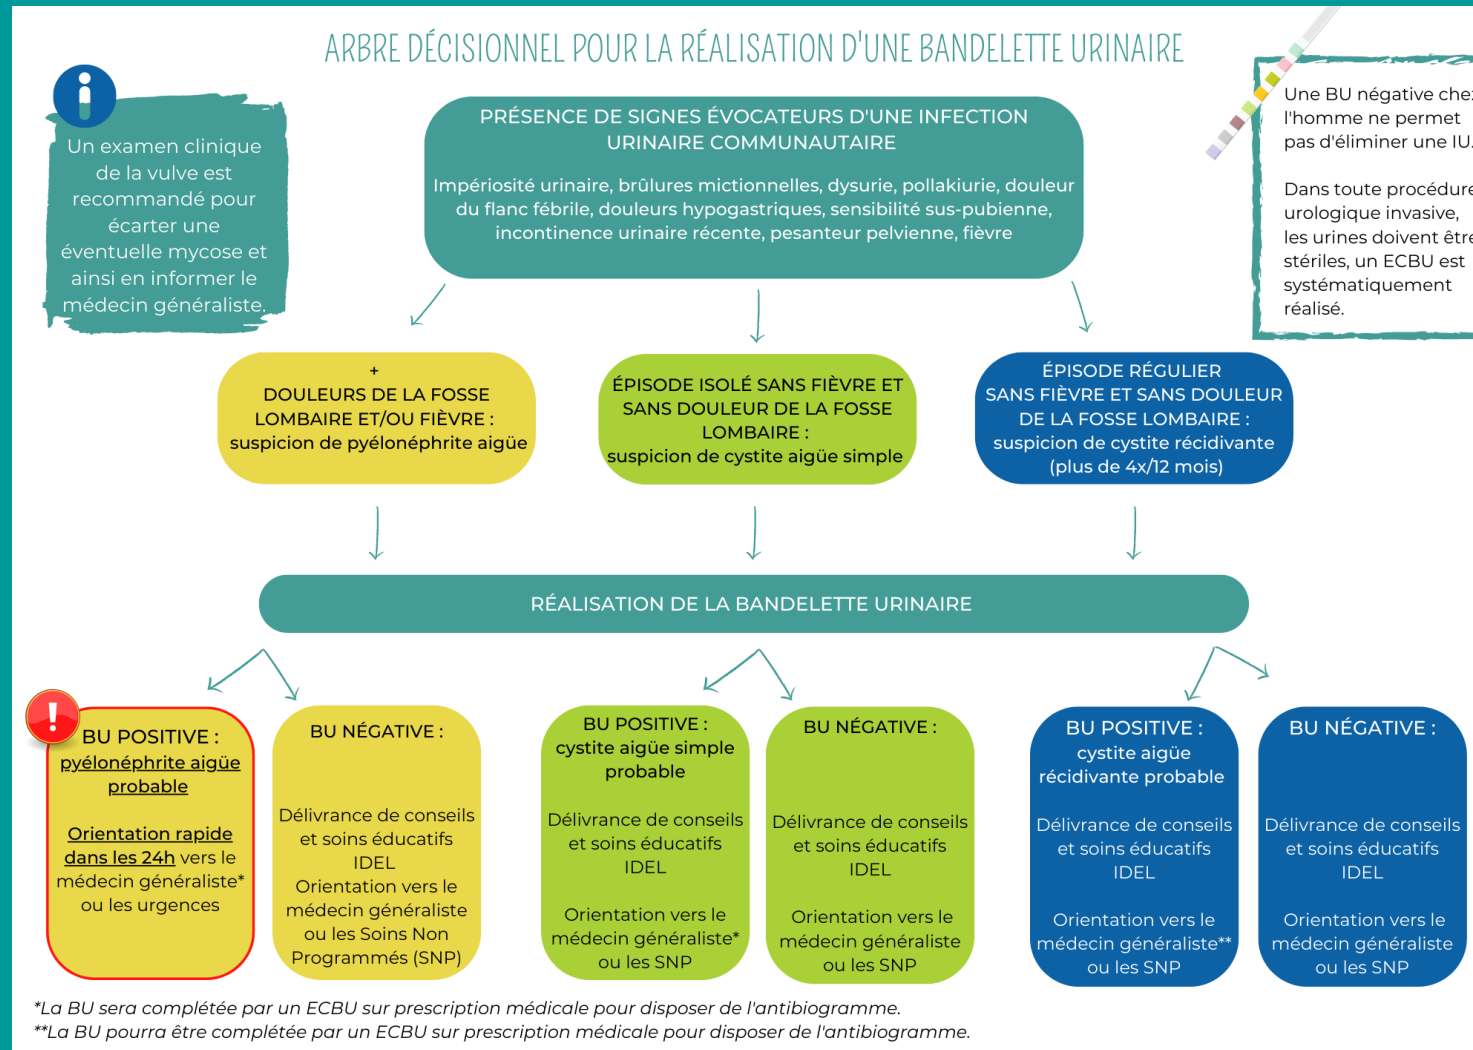 ARBRE DÉCISIONNEL POUR LA RÉALISATION D'UNE BANDELETTE URINAIRE
Un examen clinique
de la vulve est
recommandé pour
écarter une
éventuelle mycose et
ainsi en informer le
médecin généraliste.
PRÉSENCE DE SIGNES ÉVOCATEURS D'UNE INFECTION
URINAIRE COMMUNAUTAIRE
Impériosité urinaire, brûlures mictionnelles, dysurie, pollakiurie, douleur
du flanc fébrile, douleurs hypogastriques, sensibilité sus-pubienne,
incontinence urinaire récente, pesanteur pelvienne, fièvre
Une BU négative chez
l'homme ne permet
pas d'éliminer une IU.
Dans toute procédure
urologique invasive,
les urines doivent être
stériles, un ECBU est
systématiquement
réalisé.
+
DOULEURS DE LA FOSSE
LOMBAIRE ET/OU FIÈVRE :
suspicion de pyélonéphrite aigüe
ÉPISODE ISOLÉ SANS FIÈVRE ET
SANS DOULEUR DE LA FOSSE
LOMBAIRE :
suspicion de cystite aigüe simple
ÉPISODE RÉGULIER
SANS FIÈVRE ET SANS DOULEUR
DE LA FOSSE LOMBAIRE :
suspicion de cystite récidivante
(plus de 4x/12 mois)
RÉALISATION DE LA BANDELETTE URINAIRE
BU POSITIVE :
pyélonéphrite aigüe
probable
Orientation rapide
dans les 24h vers le
médecin généraliste*
ou les urgences
BU NÉGATIVE :
Délivrance de conseils
et soins éducatifs
IDEL
Orientation vers le
médecin généraliste
ou les Soins Non
Programmés (SNP)
BU POSITIVE :
cystite aigüe simple
probable
Délivrance de conseils
et soins éducatifs
IDEL
Orientation vers le
médecin généraliste*
ou les SNP
BU NÉGATIVE :
Délivrance de conseils
et soins éducatifs
IDEL
Orientation vers le
médecin généraliste
ou les SNP
BU POSITIVE :
cystite aigüe
récidivante probable
Délivrance de conseils
et soins éducatifs
IDEL
Orientation vers le
médecin généraliste**
ou les SNP
BU NÉGATIVE :
Délivrance de conseils
et soins éducatifs
IDEL
Orientation vers le
médecin généraliste
ou les SNP
*La BU sera complétée par un ECBU sur prescription médicale pour disposer de l'antibiogramme.
**La BU pourra être complétée par un ECBU sur prescription médicale pour disposer de l'antibiogramme.